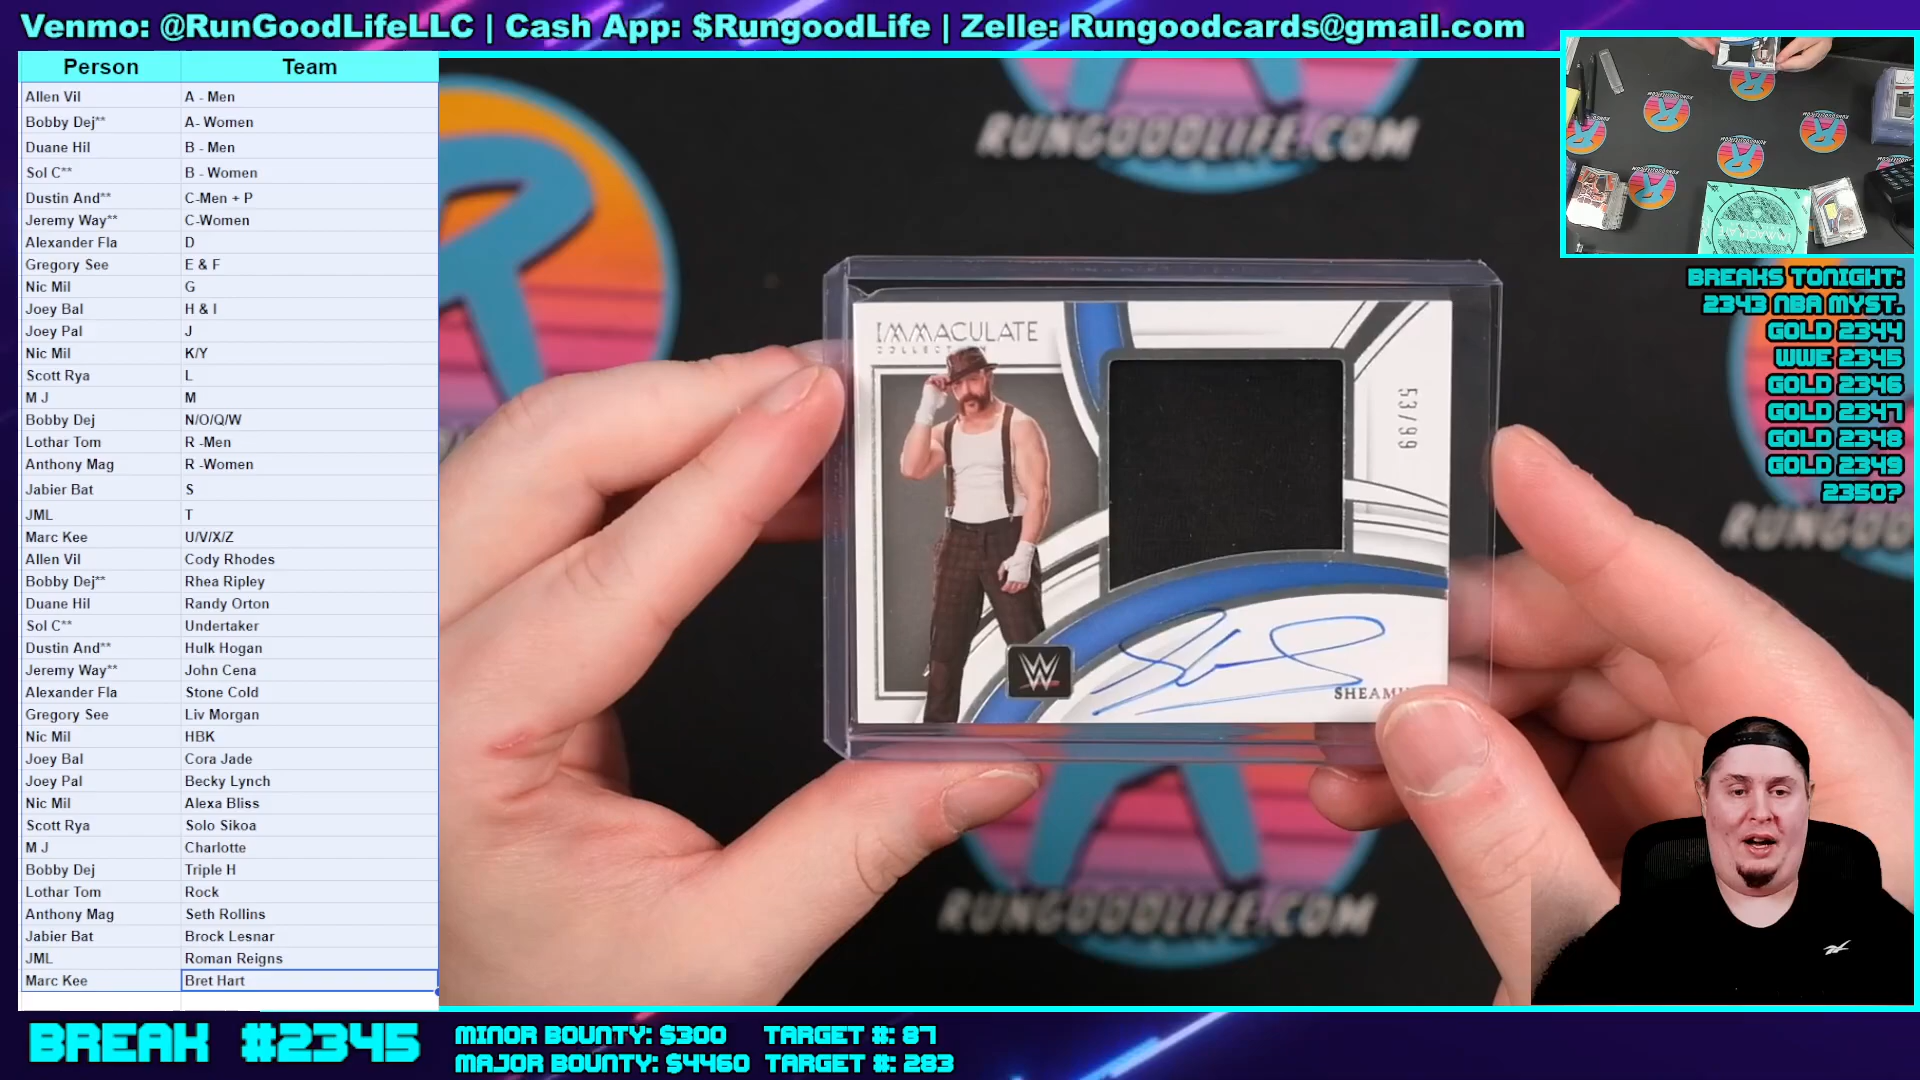 Venmo: @RunGoodLifeLLC | Cash App: $RungoodLife | Zelle: Rungoodcards@gmail.com
Person Team
Allen Vil A - Men
Bobby Dej** A- Women
Duane Hil B - Men
Sol C** B - Women
Dustin And** C-Men + P
Jeremy Way** C-Women
Alexander Fla D
Gregory See E & F
Nic Mil G
Joey Bal H & I
Joey Pal J
Nic Mil K/Y
Scott Rya L
M J M
Bobby Dej N/O/Q/W
Lothar Tom R -Men
Anthony Mag R -Women
Jabier Bat S
JML T
Marc Kee U/V/X/Z
Allen Vil Cody Rhodes
Bobby Dej** Rhea Ripley
Duane Hil Randy Orton
Sol C** Undertaker
Dustin And** Hulk Hogan
Jeremy Way** John Cena
Alexander Fla Stone Cold
Gregory See Liv Morgan
Nic Mil HBK
Joey Bal Cora Jade
Joey Pal Becky Lynch
Nic Mil Alexa Bliss
Scott Rya Solo Sikoa
M J Charlotte
Bobby Dej Triple H
Lothar Tom Rock
Anthony Mag Seth Rollins
Jabier Bat Brock Lesnar
JML Roman Reigns
Marc Kee Bret Hart
RUNGOODLIFE.COM
IMMACULATE
COLLECTION
53/99
W
RUNGOODLIFE.COM
BREAKS TONIGHT:
2343 NBA MYST.
GOLD 2344
WWE 2345
GOLD 2346
GOLD 2347
GOLD 2348
GOLD 2349
2350?
BREAK #2345
MINOR BOUNTY: $300 TARGET #: 87
MAJOR BOUNTY: $4460 TARGET #: 283